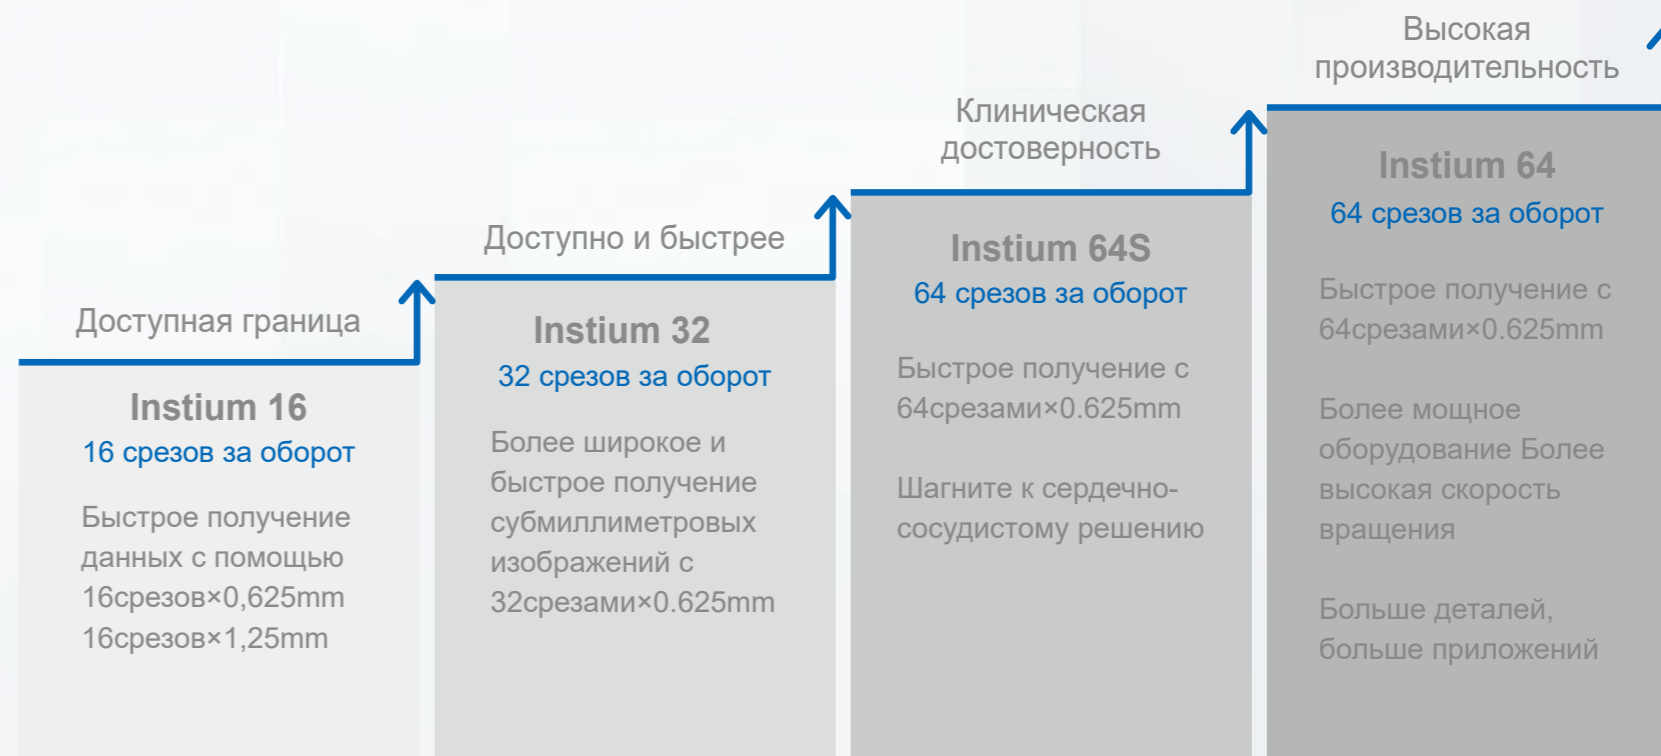 Доступная граница
Instium 16
16 срезов за оборот
Быстрое получение
данных с помощью
16срезов×0,625mm
16срезов×1,25mm
Доступно и быстрее
Instium 32
32 срезов за оборот
Более широкое и
быстрое получение
субмиллиметровых
изображений с
32срезами×0.625mm
Клиническая
достоверность
Instium 64S
64 срезов за оборот
Быстрое получение с
64срезами×0.625mm
Шагните к сердечно-
сосудистому решению
Высокая
производительность
Instium 64
64 срезов за оборот
Быстрое получение с
64срезами×0.625mm
Более мощное
оборудование Более
высокая скорость
вращения
Больше деталей,
больше приложений